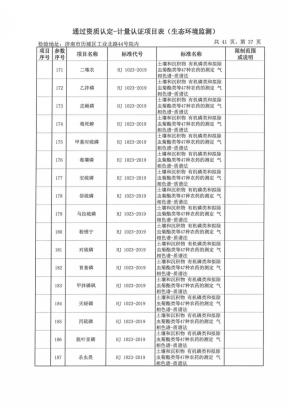 通过资质认定-计量认证项目表（生态环境监测）
检验地址：济南市历城区工业北路44号院内
共 41 页，第 37 页
项目序号 参数序号 项目名称 标准代号 标准名称 限制范围或说明
171 二嗪农 HJ 1023-2019 土壤和沉积物 有机磷类和拟除虫菊酯类等47种农药的测定 气相色谱-质谱法
172 乙拌磷 HJ 1023-2019 土壤和沉积物 有机磷类和拟除虫菊酯类等47种农药的测定 气相色谱-质谱法
173 HJ 1023-2019 土壤和沉积物 有机磷类和拟除虫菊酯类等47种农药的测定 气相色谱-质谱法
174 HJ 1023-2019 土壤和沉积物 有机磷类和拟除虫菊酯类等47种农药的测定 气相色谱-质谱法
175 甲基对硫磷 HJ 1023-2019 土壤和沉积物 有机磷类和拟除虫菊酯类等47种农药的测定 气相色谱-质谱法
176 HJ 1023-2019 土壤和沉积物 有机磷类和拟除虫菊酯类等47种农药的测定 气相色谱-质谱法
177 安硫磷 HJ 1023-2019 土壤和沉积物 有机磷类和拟除虫菊酯类等47种农药的测定 气相色谱-质谱法
178 HJ 1023-2019 土壤和沉积物 有机磷类和拟除虫菊酯类等47种农药的测定 气相色谱-质谱法
179 马拉硫磷 HJ 1023-2019 土壤和沉积物 有机磷类和拟除虫菊酯类等47种农药的测定 气相色谱-质谱法
180 毒死蜱 HJ 1023-2019 土壤和沉积物 有机磷类和拟除虫菊酯类等47种农药的测定 气相色谱-质谱法
181 对硫磷 HJ 1023-2019 土壤和沉积物 有机磷类和拟除虫菊酯类等47种农药的测定 气相色谱-质谱法
182 HJ 1023-2019 土壤和沉积物 有机磷类和拟除虫菊酯类等47种农药的测定 气相色谱-质谱法
183 HJ 1023-2019 土壤和沉积物 有机磷类和拟除虫菊酯类等47种农药的测定 气相色谱-质谱法
184 HJ 1023-2019 土壤和沉积物 有机磷类和拟除虫菊酯类等47种农药的测定 气相色谱-质谱法
185 丙硫磷 HJ 1023-2019 土壤和沉积物 有机磷类和拟除虫菊酯类等47种农药的测定 气相色谱-质谱法
186 脱叶亚磷 HJ 1023-2019 土壤和沉积物 有机磷类和拟除虫菊酯类等47种农药的测定 气相色谱-质谱法
187 杀虫畏 HJ 1023-2019 土壤和沉积物 有机磷类和拟除虫菊酯类等47种农药的测定 气相色谱-质谱法